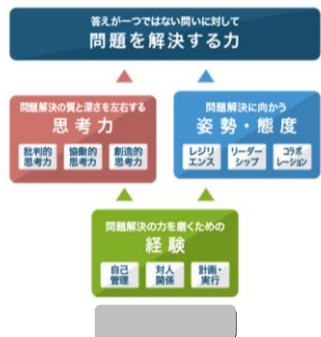 答えが一つではない問いに対して
問題を解決する力
問題解決の質と深さを左右する
思考力
批判的
思考力
協働的
思考力
創造的
思考力
問題解決に向かう
姿勢・態度
レジリ
エンス
リーダー
シップ
コラボ
レーション
問題解決の力を磨くための
経験
自己
管理
対人
関係
計画・
実行